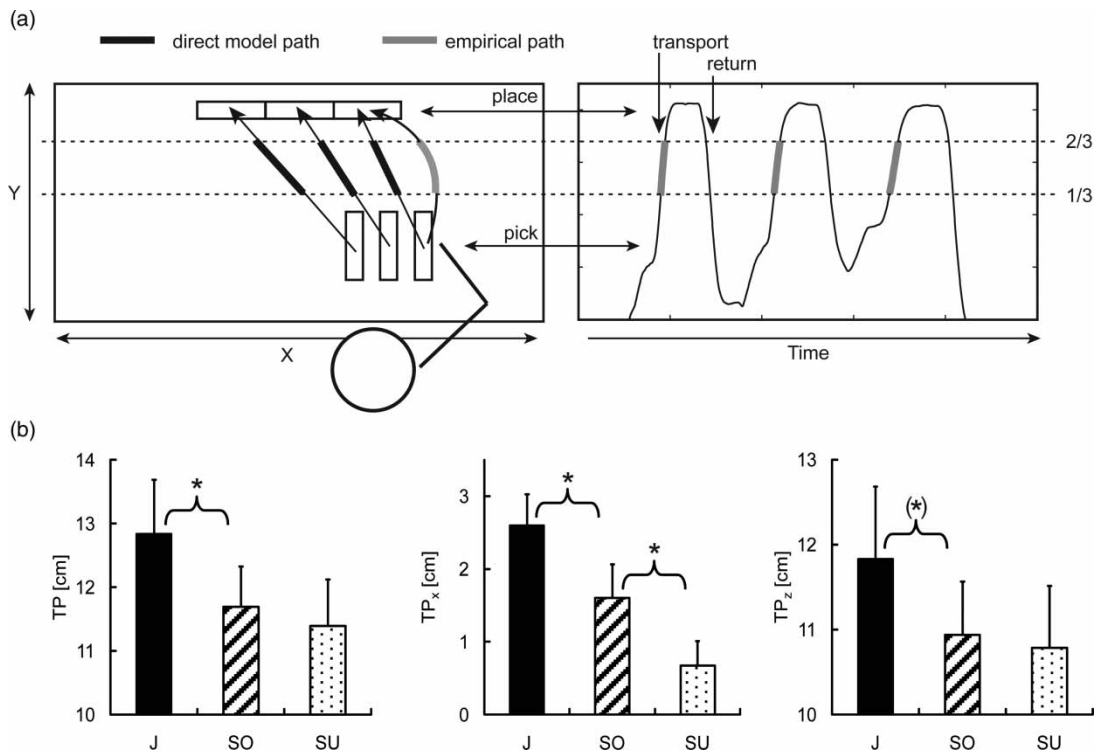 (a)
direct model path
empirical path
transport
return
place
2/3
Y
1/3
pick
X
Time
(b)
14
13
12
11
10
TP [cm]
*
J
SO
SU
3
2
1
0
TPx [cm]
*
*
J
SO
SU
13
12
11
10
TPz [cm]
(*)
J
SO
SU